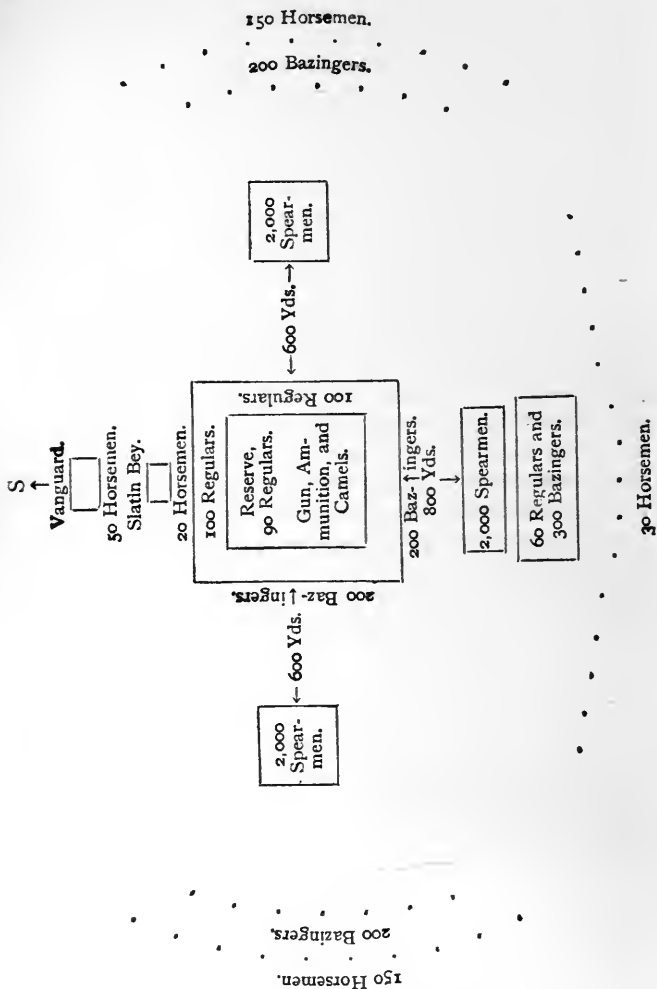 150 Horsemen.
200 Bazingers.
2,000
Spear-
men.
←600 Yds.→
S
Vanguard.
50 Horsemen.
Slatin Bey.
20 Horsemen.
100 Regulars.
100 Regulars.
Reserve,
90 Regulars.
Gun, Am-
munition, and
Camels.
200 Baz-↑ingers.
800 Yds.
2,000 Spearmen.
60 Regulars and
300 Bazingers.
30 Horsemen.
200 Baz-↓ingers.
←600 Yds.
2,000
Spear-
men.
200 Bazingers.
150 Horsemen.